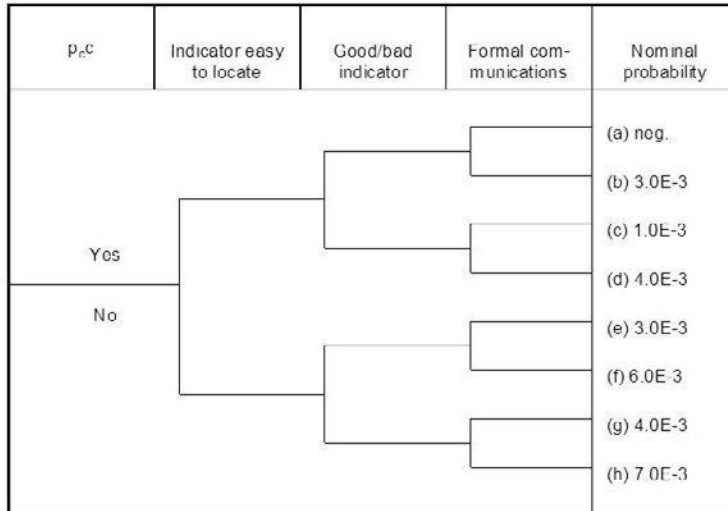 pcc
Indicator easy
to locate
Good/bad
indicator
Formal com-
munications
Nominal
probability
Yes
No
(a) neg.
(b) 3.0E-3
(c) 1.0E-3
(d) 4.0E-3
(e) 3.0E-3
(f) 6.0E-3
(g) 4.0E-3
(h) 7.0E-3